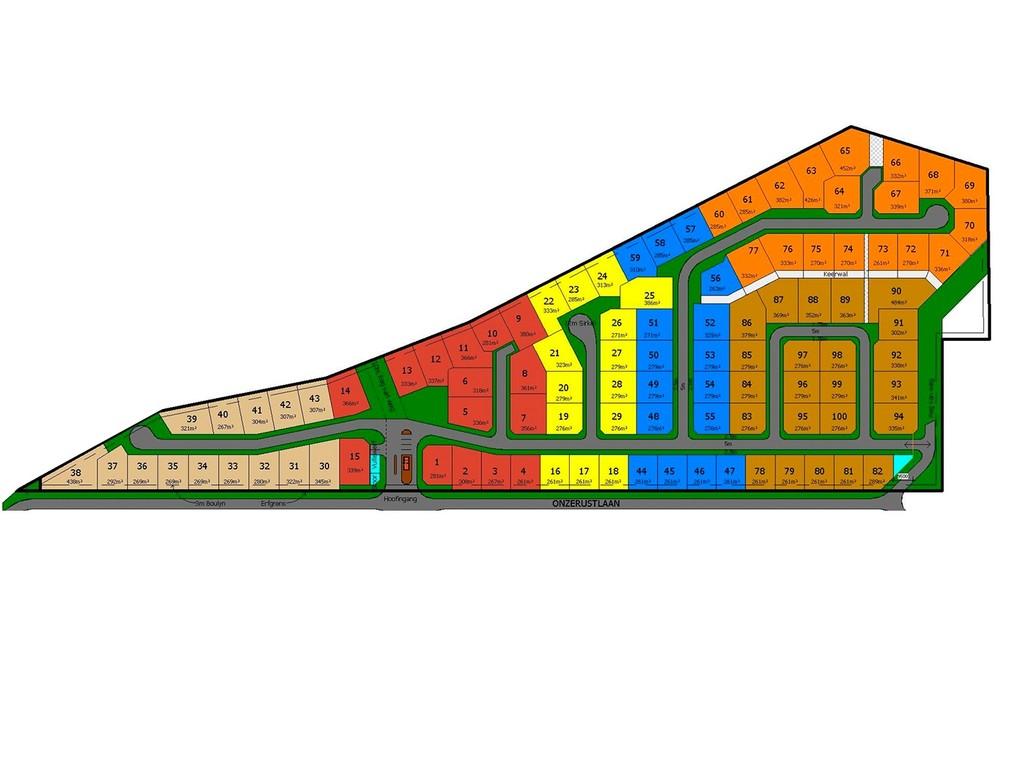 65
452m²
66
332m²
63
426m²
68
371m²
62
382m²
64
321m²
67
339m²
69
380m²
61
285m²
60
285m²
70
318m²
57
285m²
58
285m²
59
310m²
77
332m²
76
333m²
75
270m²
74
270m²
73
261m²
72
270m²
71
336m²
Keerwal
56
263m²
24
313m²
23
285m²
22
333m²
25
386m²
87
369m²
88
352m²
89
363m²
90
484m²
9
380m²
10
281m²
11
366m²
12
337m²
13
333m²
26
271m²
51
271m²
52
86
379m²
91
302m²
5m
21
323m²
27
279m²
50
279m²
53
279m²
85
279m²
97
276m²
98
276m²
92
338m²
8
361m²
6
318m²
20
279m²
28
279m²
49
279m²
54
279m²
84
279m²
96
276m²
99
276m²
93
341m²
14
366m²
43
307m²
42
307m²
41
304m²
40
267m²
39
321m²
5
336m²
7
356m²
19
276m²
29
276m²
48
276m²
55
276m²
83
276m²
95
276m²
100
276m²
94
335m²
5m
5m
38
438m²
37
292m²
36
269m²
35
269m²
34
269m²
33
269m²
32
280m²
31
322m²
30
345m²
15
339m²
1
281m²
2
308m²
3
267m²
4
261m²
16
261m²
17
261m²
18
261m²
44
261m²
45
261m²
46
261m²
47
261m²
78
261m²
79
261m²
80
261m²
81
261m²
82
289m²
Boulyn
Erfgrens
Hoofingang
ONZERUSTLAAN